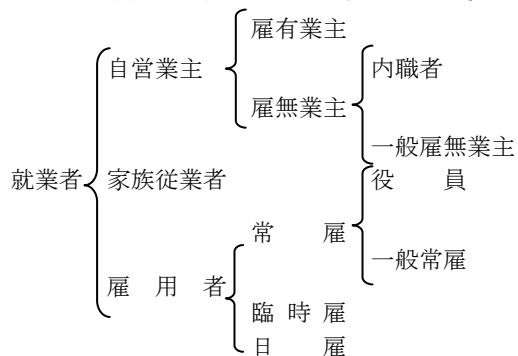 雇有業主
自営業主
内職者
雇無業主
一般雇無業主
就業者
家族従業者
役　　員
常　　雇
一般常雇
雇　用　者
臨　時　雇
日　　雇